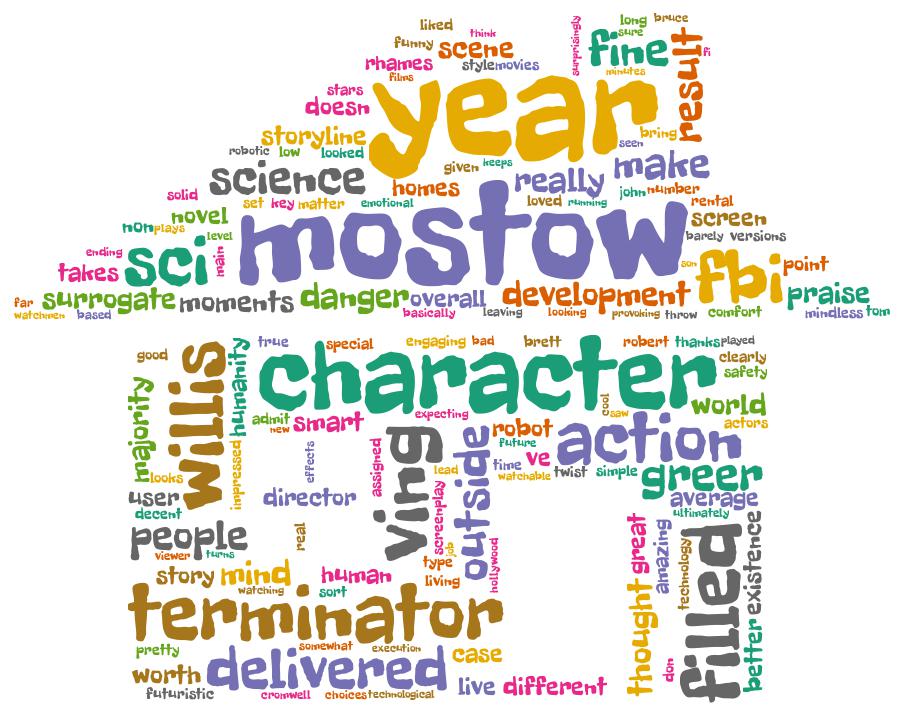 liked
think
long bruce
sure
funny scene
surprisingly
fine
result
fi
rhames
style movies
minutes
films
year
stars
doesn
bring
storyline
seen
robotic low looked
given keeps
really make
science
homes
solid
set key matter emotional
loved running john number rental
novel
mostow
screen
non plays
level
barely versions
ending
takes sci
main
son
fbi
point
surrogate moments danger overall development
praise
far
watchmen based
basically leaving looking provoking throw comfort
mindless tom
good
willis
humanity
true special engaging bad brett robert thanks played
character
clearly
safety
majority
cool
world
admit
new
smart
expecting
saw
actors
robot
action
looks
impressed
effects
assigned
ving
outside
future
time ve
lead
watchable twist simple
greer
user
decent
director
average
ultimately
screenplay
people
viewer turns
real
job
hollywood
type
living
great
amazing
technology
filled
existence
story mind
watching
human
sort
terminator
thought
don
better
pretty
somewhat execution
case
worth delivered
futuristic
cromwell choices technological
live different